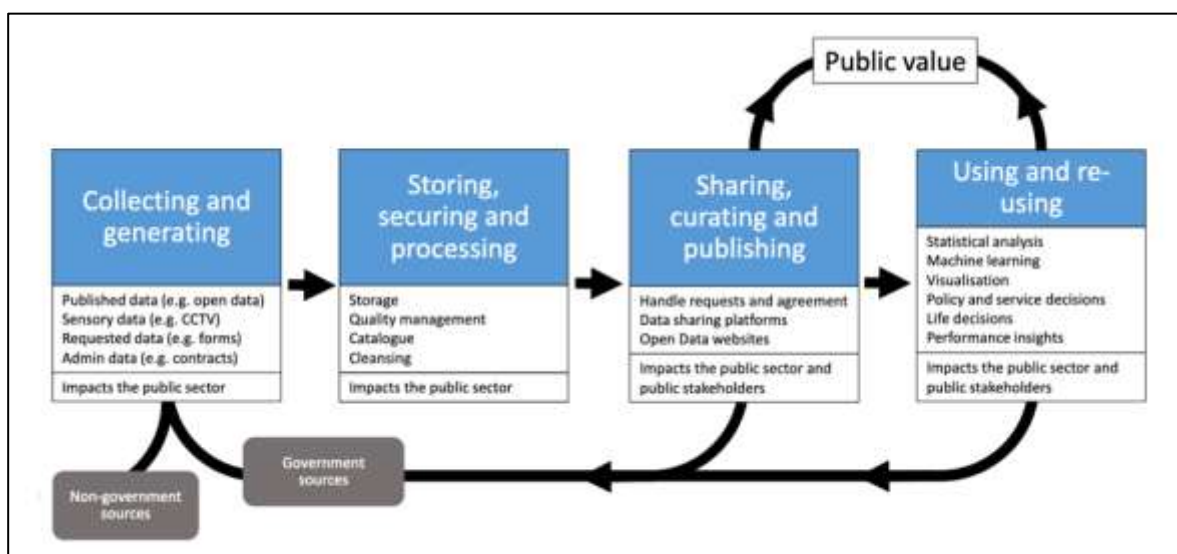 Public value
Collecting and
generating
Published data (e.g. open data)
Sensory data (e.g. CCTV)
Requested data (e.g. forms)
Admin data (e.g. contracts)
Impacts the public sector
Storing,
securing and
processing
Storage
Quality management
Catalogue
Cleansing
Impacts the public sector
Sharing,
curating and
publishing
Handle requests and agreement
Data sharing platforms
Open Data websites
Impacts the public sector and
public stakeholders
Using and re-
using
Statistical analysis
Machine learning
Visualisation
Policy and service decisions
Life decisions
Performance insights
Impacts the public sector and
public stakeholders
Government
sources
Non-government
sources